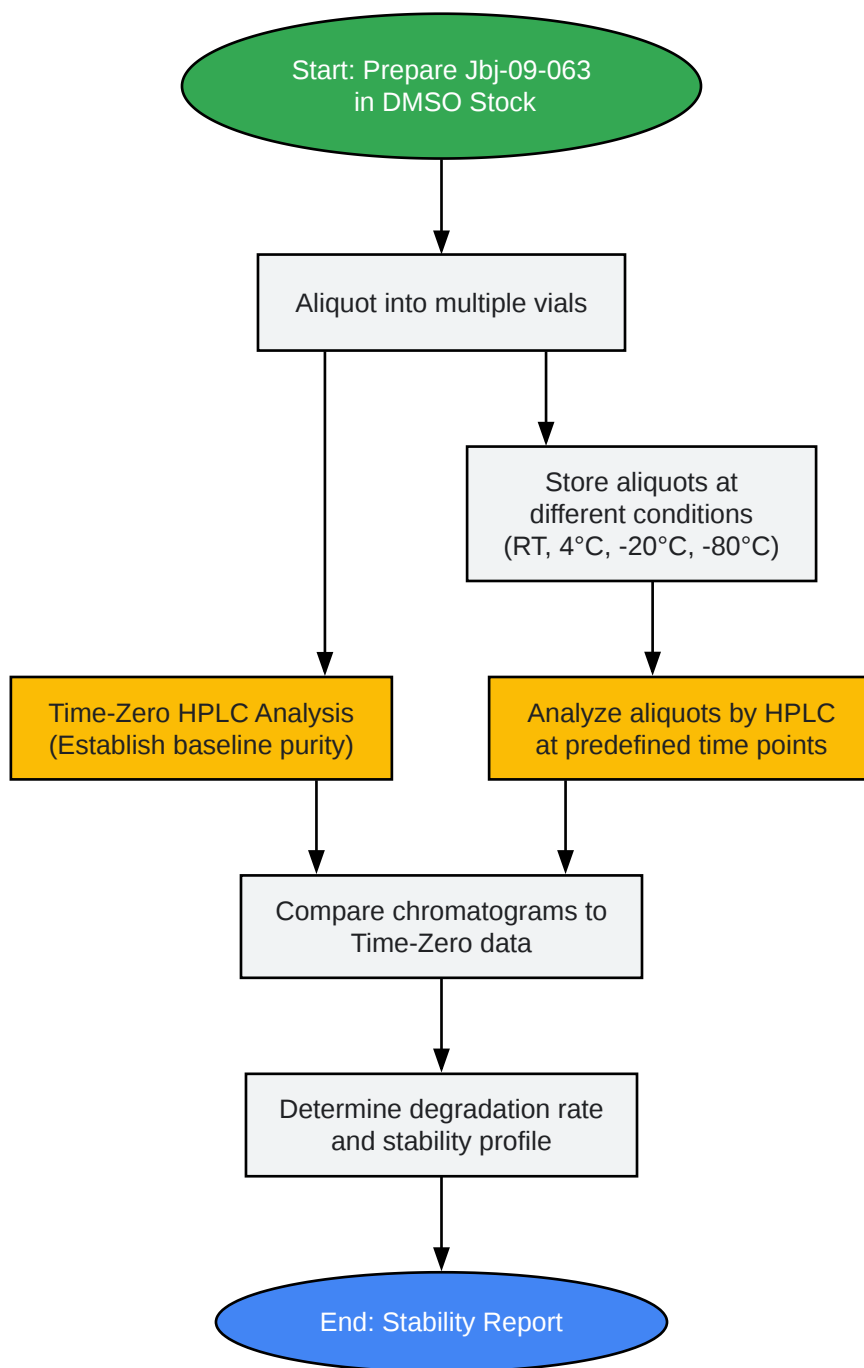 Start: Prepare Jbj-09-063
in DMSO Stock
Aliquot into multiple vials
Store aliquots at
different conditions
(RT, 4°C, -20°C, -80°C)
Time-Zero HPLC Analysis
(Establish baseline purity)
Analyze aliquots by HPLC
at predefined time points
Compare chromatograms to
Time-Zero data
Determine degradation rate
and stability profile
End: Stability Report